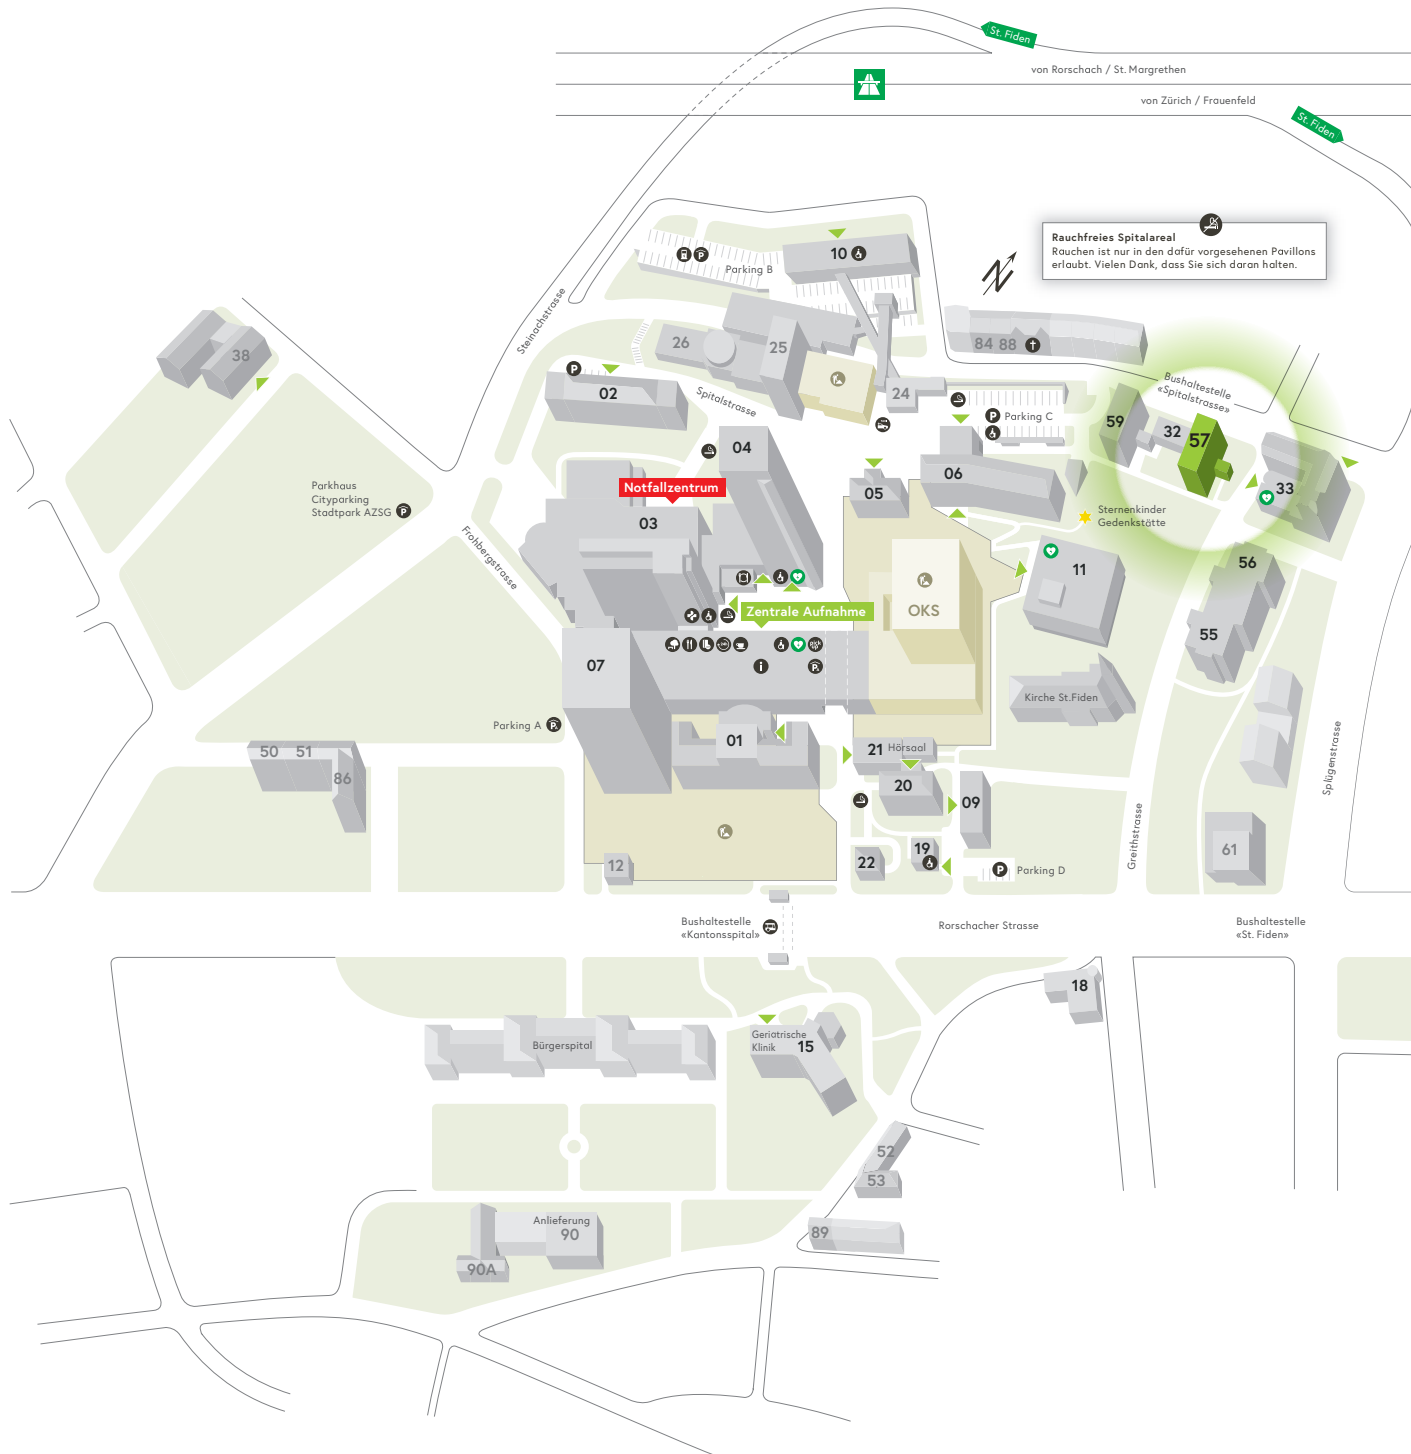 St. Fiden
von Rorschach / St. Margrethen
von Zürich / Frauenfeld
St. Fiden
Rauchfreies Spitalareal
Rauchen ist nur in den dafür vorgesehenen Pavillons
erlaubt. Vielen Dank, dass Sie sich daran halten.
N
10
Parking B
Steinachstrasse
26
25
84 88
38
02
Spitalstrasse
24
Parking C
Bushaltestelle
«Spitalstrasse»
59
32
57
04
06
05
33
Parkhaus
Cityparking
Stadtpark AZSG
Notfallzentrum
03
Sternenkinder
Gedenkstätte
Frohbergstrasse
11
56
OKS
Zentrale Aufnahme
55
07
Kirche St.Fiden
Parking A
01
21 Hörsaal
50
51
86
20
09
Splügenstrasse
Greithstrasse
12
22
19
Parking D
61
Bushaltestelle
«Kantonsspital»
Rorschacher Strasse
Bushaltestelle
«St. Fiden»
18
Bürgerspital
Geriatrische
Klinik
15
52
53
89
Anlieferung
90
90A